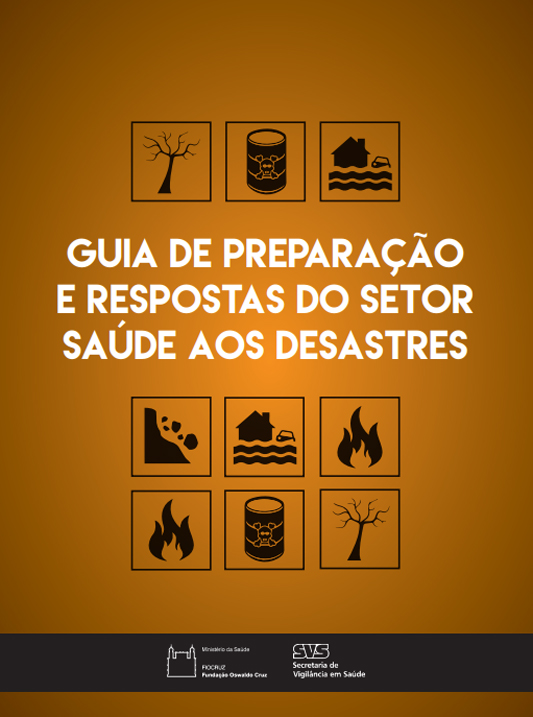 GUIA DE PREPARAÇÃO
E RESPOSTAS DO SETOR
SAÚDE AOS DESASTRES
Ministério da Saúde
FIOCRUZ
Fundação Oswaldo Cruz
SVS
Secretaria de
Vigilância em Saúde